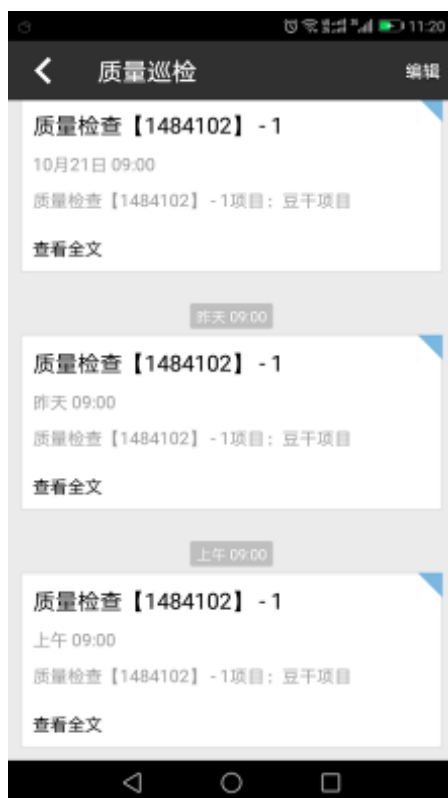 11:20
质量巡检
编辑
质量检查【1484102】 - 1
10月21日 09:00
质量检查【1484102】 - 1项目：豆干项目
查看全文
昨天 09:00
质量检查【1484102】 - 1
昨天 09:00
质量检查【1484102】 - 1项目：豆干项目
查看全文
上午 09:00
质量检查【1484102】 - 1
上午 09:00
质量检查【1484102】 - 1项目：豆干项目
查看全文